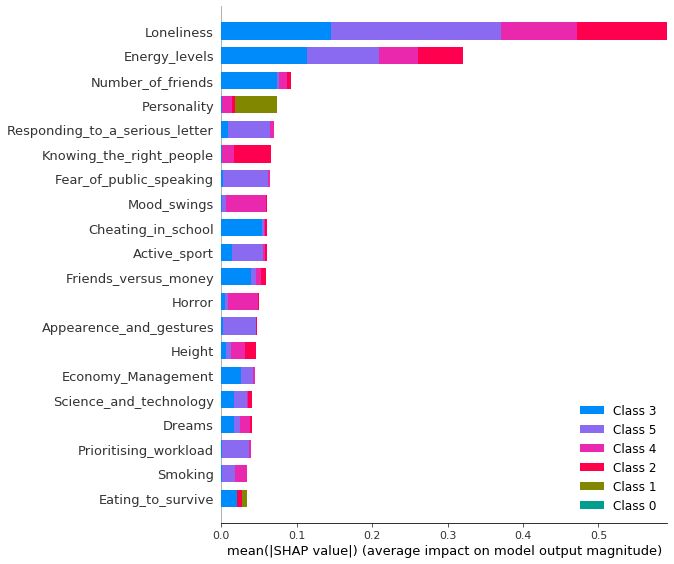 Loneliness
Energy_levels
Number_of_friends
Personality
Responding_to_a_serious_letter
Knowing_the_right_people
Fear_of_public_speaking
Mood_swings
Cheating_in_school
Active_sport
Friends_versus_money
Horror
Appearence_and_gestures
Height
Economy_Management
Science_and_technology
Dreams
Prioritising_workload
Smoking
Eating_to_survive
Class 3
Class 5
Class 4
Class 2
Class 1
Class 0
0.0 0.1 0.2 0.3 0.4 0.5
mean(|SHAP value|) (average impact on model output magnitude)